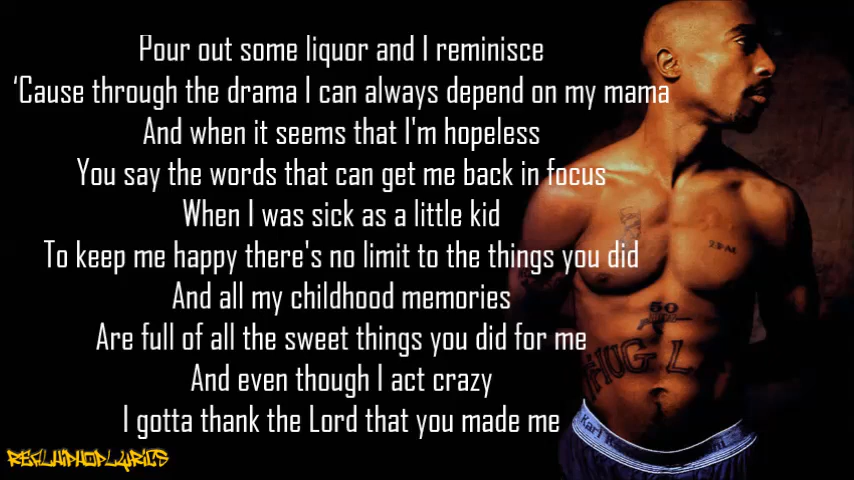 Pour out some liquor and I reminisce
‘Cause through the drama I can always depend on my mama
And when it seems that I'm hopeless
You say the words that can get me back in focus
When I was sick as a little kid
To keep me happy there's no limit to the things you did
And all my childhood memories
Are full of all the sweet things you did for me
And even though I act crazy
I gotta thank the Lord that you made me
REALHIPHOPLYRICS
50
THUG L
Karl